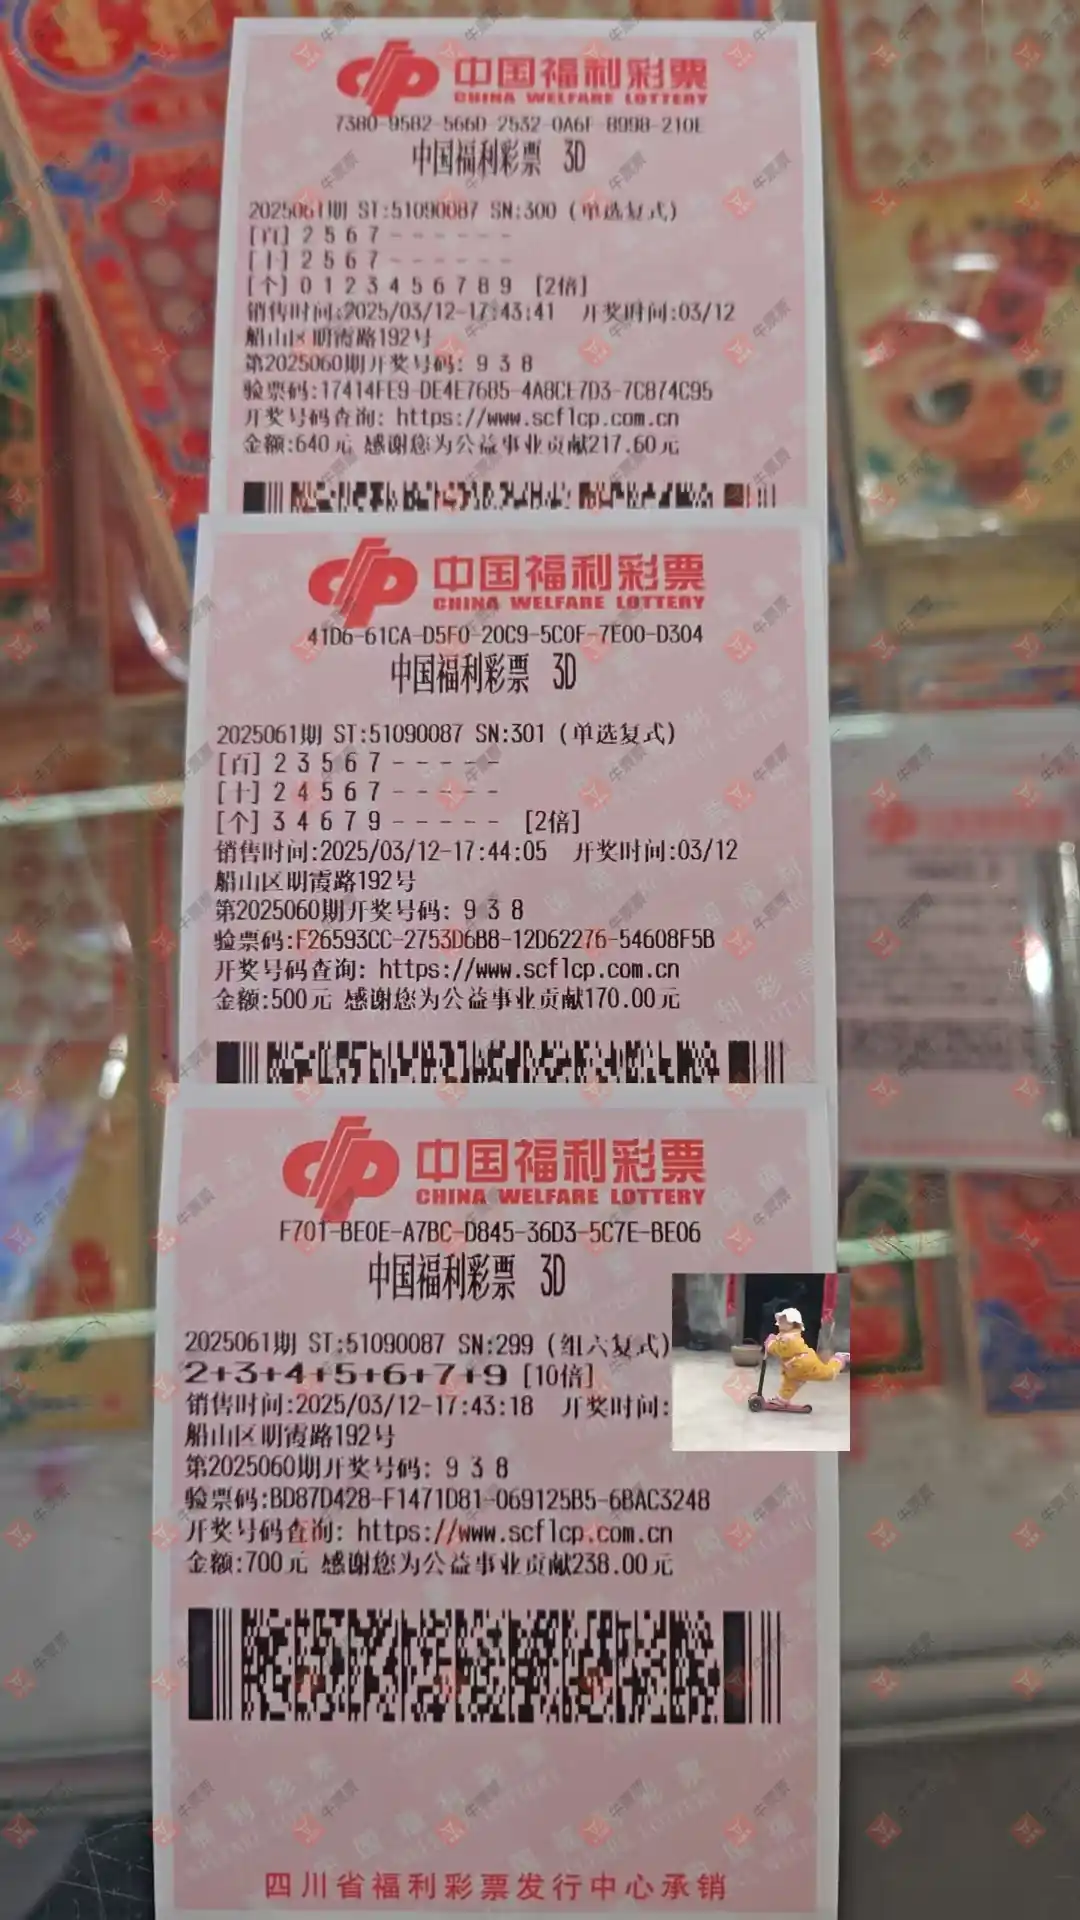 中国福利彩票
CHINA WELFARE LOTTERY
7380-9582-566D-2532-0A6F-B998-210E
中国福利彩票 3D
2025061期 ST:51090087 SN:300 (单选复式)
[百] 2 5 6 7 - - - - - -
[十] 2 5 6 7 - - - - - -
[个] 0 1 2 3 4 5 6 7 8 9 [2倍]
销售时间:2025/03/12-17:43:41 开奖时间:03/12
船山区明霞路192号
第2025060期开奖号码: 9 3 8
验票码:17414FE9-DE4E7685-4A8CE7D3-7C874C95
开奖号码查询: https://www.scflcp.com.cn
金额:640元 感谢您为公益事业贡献217.60元
中国福利彩票
CHINA WELFARE LOTTERY
41D6-61CA-D5F0-20C9-5C0F-7E00-D304
中国福利彩票 3D
2025061期 ST:51090087 SN:301 (单选复式)
[百] 2 3 5 6 7 - - - - -
[十] 2 4 5 6 7 - - - - -
[个] 3 4 6 7 9 - - - - - [2倍]
销售时间:2025/03/12-17:44:05 开奖时间:03/12
船山区明霞路192号
第2025060期开奖号码: 9 3 8
验票码:F26593CC-2753D6B8-12D62276-54608F5B
开奖号码查询: https://www.scflcp.com.cn
金额:500元 感谢您为公益事业贡献170.00元
中国福利彩票
CHINA WELFARE LOTTERY
F701-BE0E-A7BC-D845-36D3-5C7E-BE06
中国福利彩票 3D
2025061期 ST:51090087 SN:299 (组六复式)
2+3+4+5+6+7+9 [10倍]
销售时间:2025/03/12-17:43:18 开奖时间:
船山区明霞路192号
第2025060期开奖号码: 9 3 8
验票码:BD87D428-F1471D81-069125B5-6BAC3248
开奖号码查询: https://www.scflcp.com.cn
金额:700元 感谢您为公益事业贡献238.00元
四川省福利彩票发行中心承销